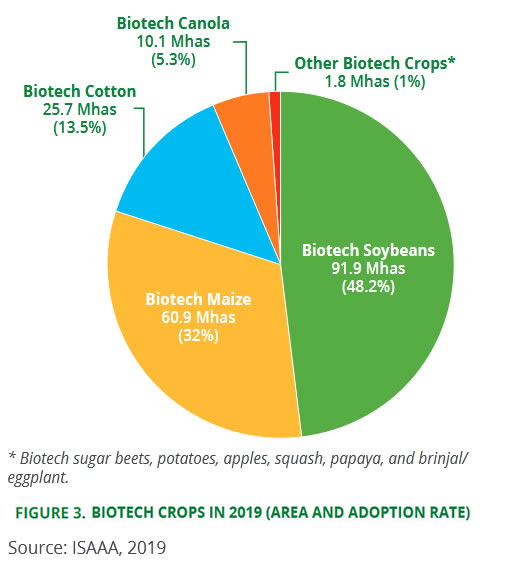 Biotech Canola
10.1 Mhas
(5.3%)
Other Biotech Crops*
1.8 Mhas (1%)
Biotech Cotton
25.7 Mhas
(13.5%)
Biotech Soybeans
91.9 Mhas
(48.2%)
Biotech Maize
60.9 Mhas
(32%)
* Biotech sugar beets, potatoes, apples, squash, papaya, and brinjal/
eggplant.
FIGURE 3. BIOTECH CROPS IN 2019 (AREA AND ADOPTION RATE)
Source: ISAAA, 2019